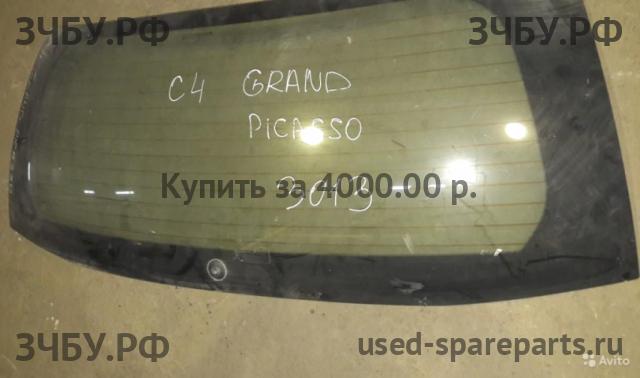 ЗЧБУ.РФ ЗЧБУ.РФ
C4 GRAND
PICASSO
Купить за 4000.00 р.
ЗЧБУ.РФ used-spareparts.ru
Avito